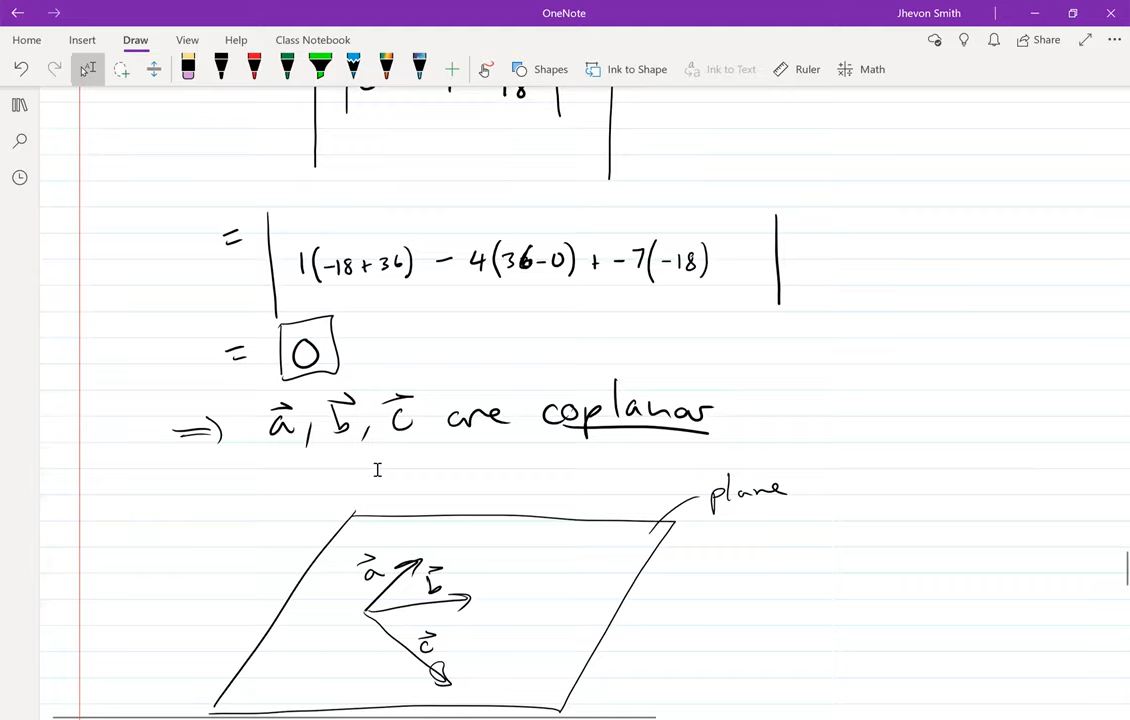 OneNote
Jhevon Smith
Home Insert Draw View Help Class Notebook
Share
Shapes Ink to Shape Ink to Text Ruler Math
18
= | 1(-18+36) - 4(36-0) + -7(-18) |
= 0
⇒ a⃗, b⃗, c⃗ are coplanar
plane
a⃗
b⃗
c⃗